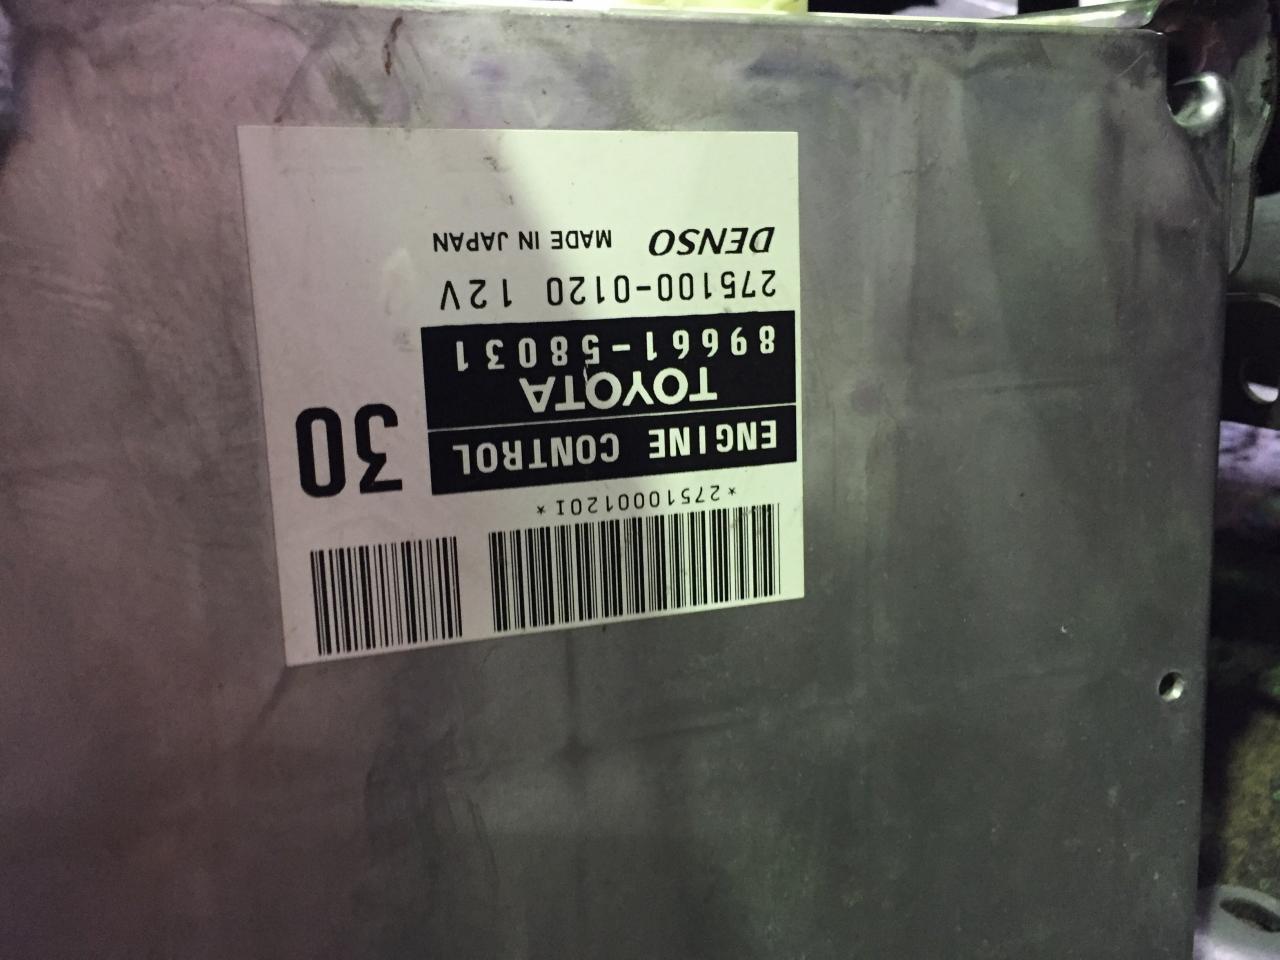 *2751000120I*
ENGINE CONTROL
30
TOYOTA
89661-58031
275100-0120 12V
DENSO MADE IN JAPAN